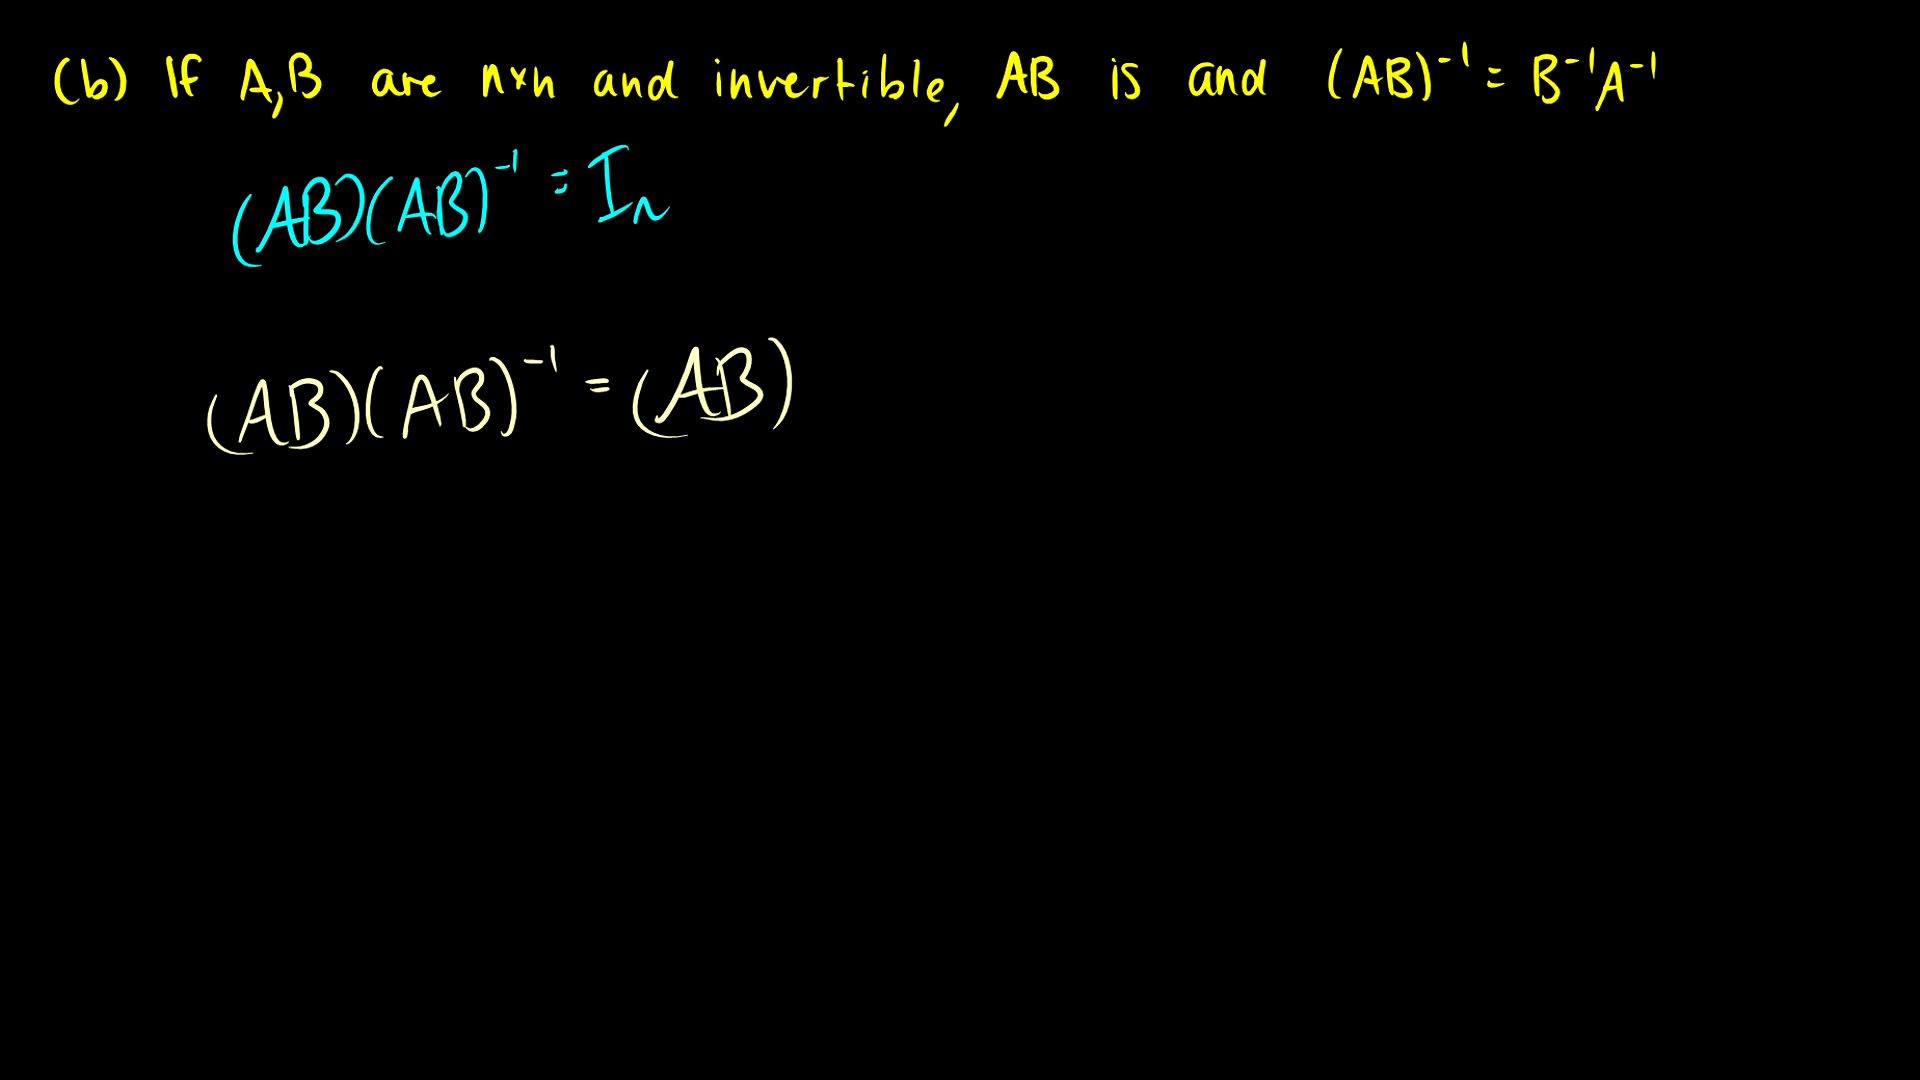 (b) If A,B are n×n and invertible, AB is and (AB)⁻¹ = B⁻¹A⁻¹
(AB)(AB)⁻¹ = Iₙ
(AB)(AB)⁻¹ = (AB)